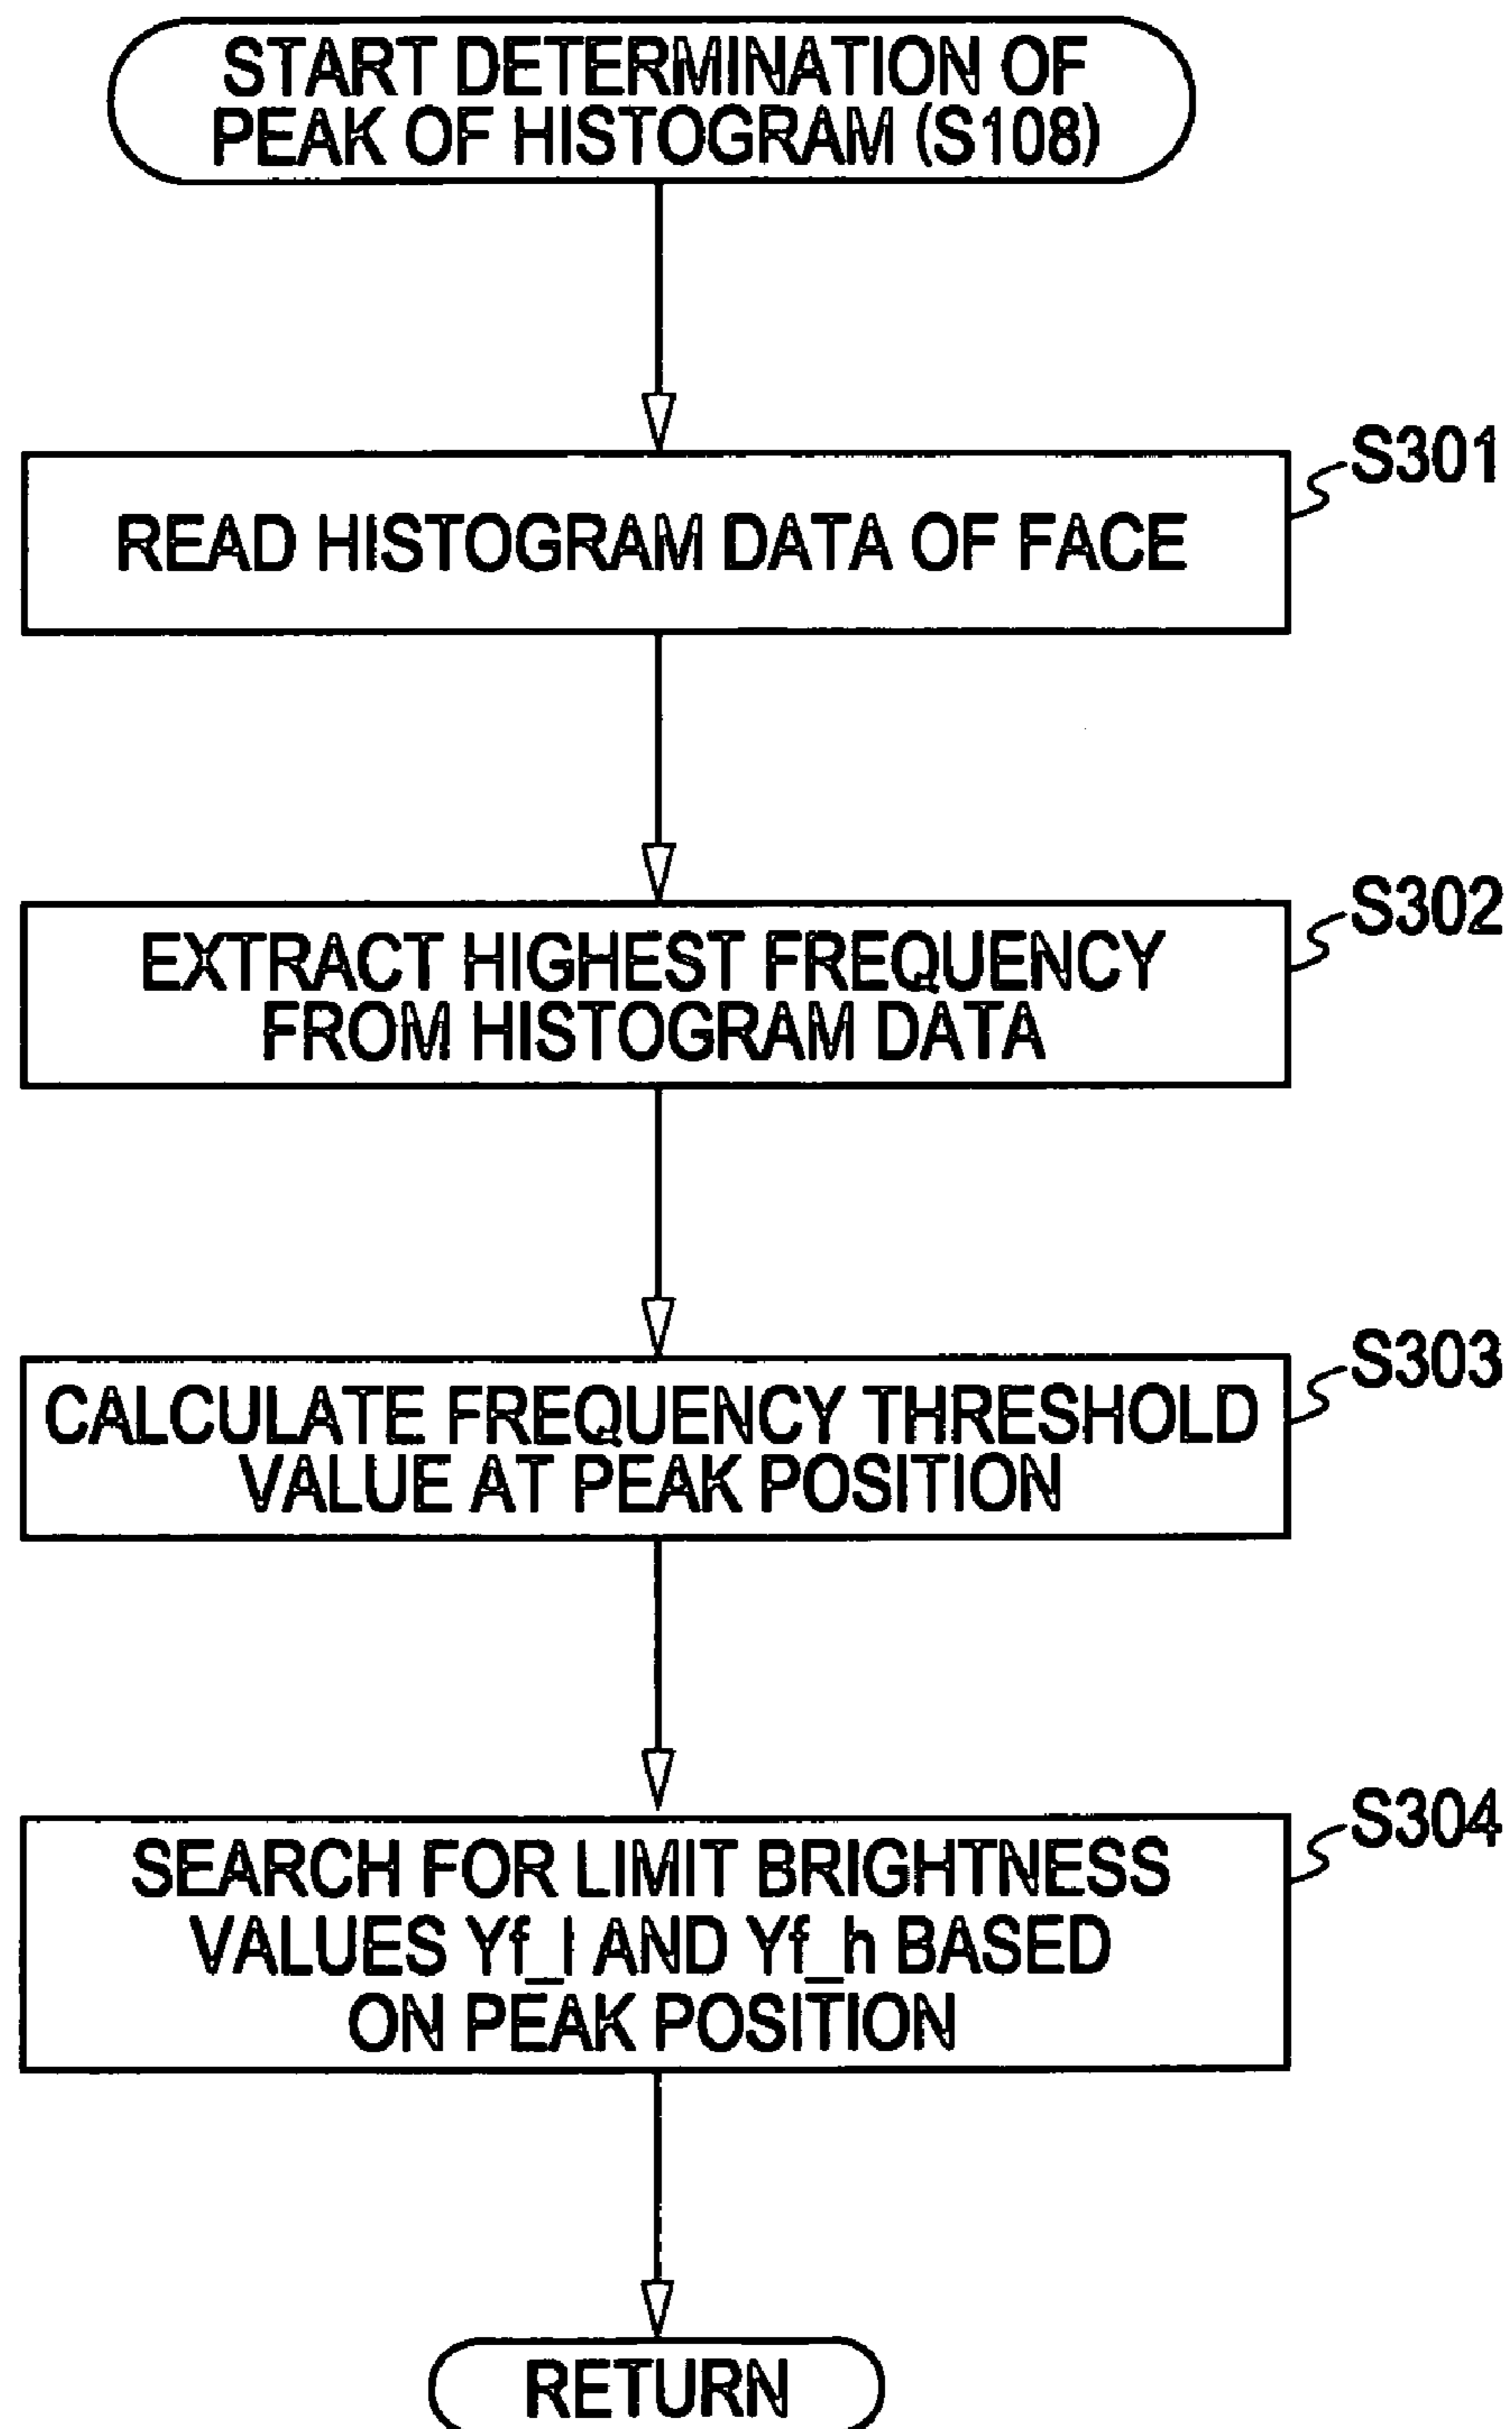 START DETERMINATION OF
PEAK OF HISTOGRAM (S108)
S301
READ HISTOGRAM DATA OF FACE
S302
EXTRACT HIGHEST FREQUENCY
FROM HISTOGRAM DATA
S303
CALCULATE FREQUENCY THRESHOLD
VALUE AT PEAK POSITION
S304
SEARCH FOR LIMIT BRIGHTNESS
VALUES Yf_l AND Yf_h BASED
ON PEAK POSITION
RETURN